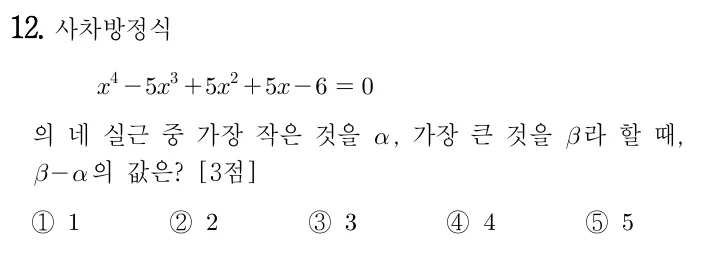 12. 사차방정식
x⁴−5x³+5x²+5x−6=0
의 네 실근 중 가장 작은 것을 α, 가장 큰 것을 β라 할 때,
β−α의 값은? [3점]
① 1 ② 2 ③ 3 ④ 4 ⑤ 5